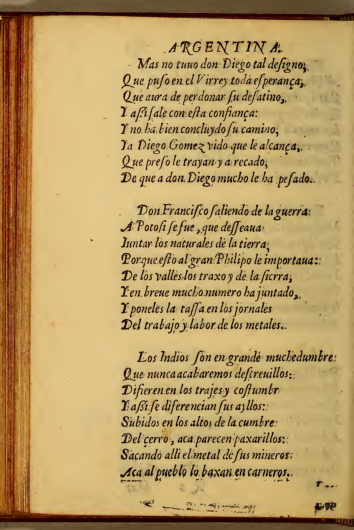 ARGENTINA.
Mas no tuuo don Diego tal designo,
Que puso en el Virrey toda esperança,
Que aura de perdonar su desatino,
Y assi sale con esta confiança:
Y no ha bien concluydo su camino,
Ya Diego Gomez vido que le alcança,
Que preso le trayan y a recado,
De que a don Diego mucho le ha pesado.
Don Francisco saliendo de la guerra
A Potosi se fue, que desseaua
Iuntar los naturales de la tierra,
Porque esto al gran Philipo le importaua:
De los valles los traxo y de la sierra,
Y en breue mucho numero ha juntado,
Y poneles la tassa en los jornales
Del trabajo y labor de los metales.
Los Indios son en grande muchedumbre
Que nunca acabaremos descreuillos:
Difieren en los trajes y costumbr
Y assi se diferencian sus ayllos:
Subidos en los altos de la cumbre
Del cerro, aca parecen paxarillos:
Sacando alli el metal de sus mineros
Aca al pueblo lo baxan en carneros.